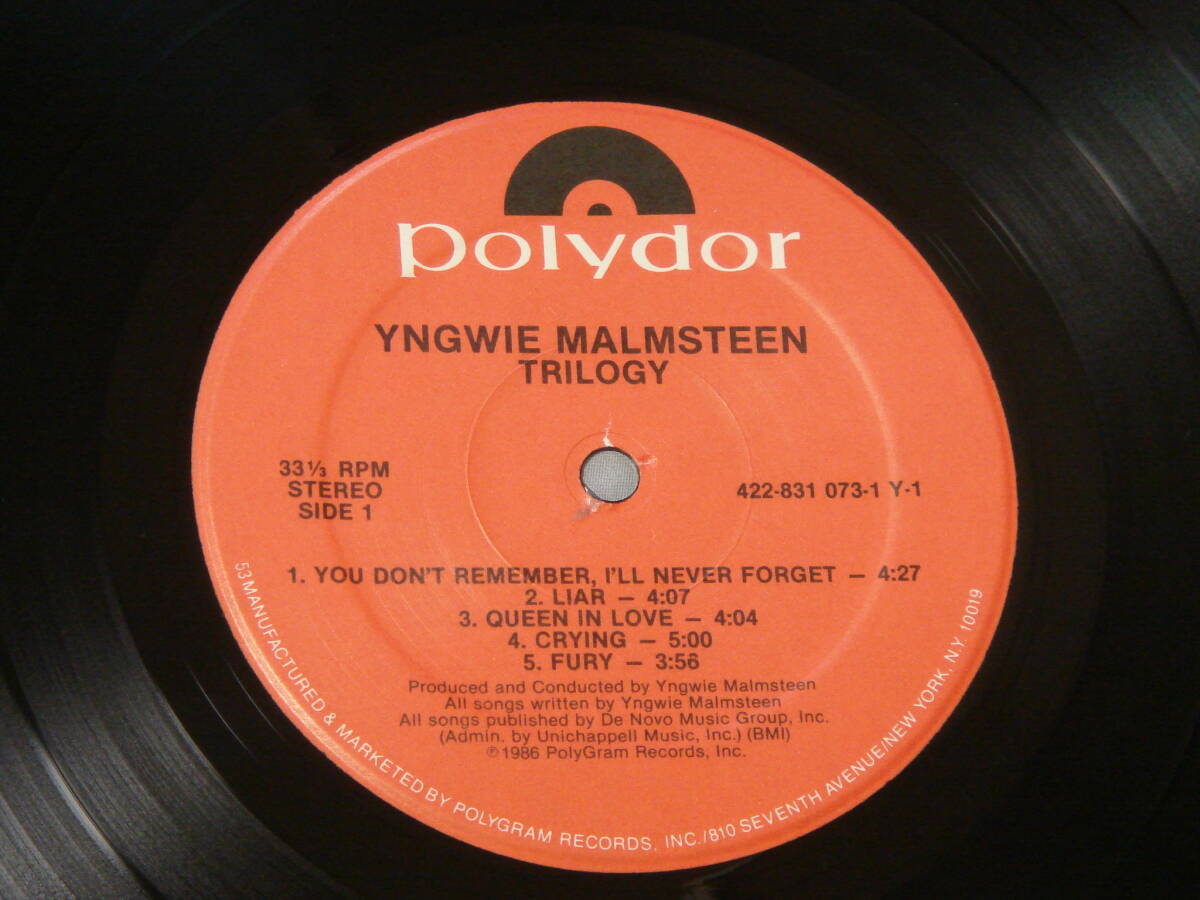 polydor
YNGWIE MALMSTEEN
TRILOGY
33 1/3 RPM
STEREO
SIDE 1
422-831 073-1 Y-1
1. YOU DON'T REMEMBER, I'LL NEVER FORGET — 4:27
2. LIAR — 4:07
3. QUEEN IN LOVE — 4:04
4. CRYING — 5:00
5. FURY — 3:56
Produced and Conducted by Yngwie Malmsteen
All songs written by Yngwie Malmsteen
All songs published by De Novo Music Group, Inc.
(Admin. by Unichappell Music, Inc.) (BMI)
℗1986 PolyGram Records, Inc.
53 MANUFACTURED & MARKETED BY POLYGRAM RECORDS, INC./810 SEVENTH AVENUE/NEW YORK, N.Y. 10019